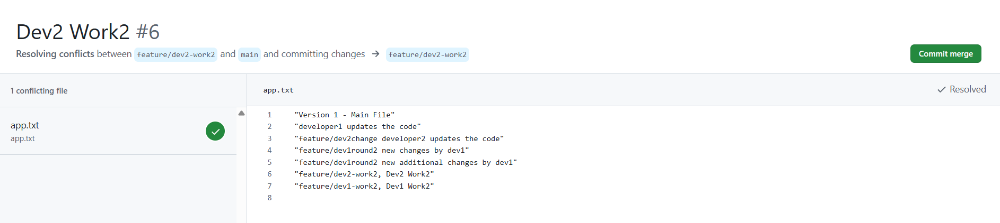 Dev2 Work2 #6
Resolving conflicts between feature/dev2-work2 and main and committing changes → feature/dev2-work2
Commit merge
1 conflicting file
app.txt
Resolved
app.txt
app.txt
1 "Version 1 - Main File"
2 "developer1 updates the code"
3 "feature/dev2change developer2 updates the code"
4 "feature/dev1round2 new changes by dev1"
5 "feature/dev1round2 new additional changes by dev1"
6 "feature/dev2-work2, Dev2 Work2"
7 "feature/dev1-work2, Dev1 Work2"
8